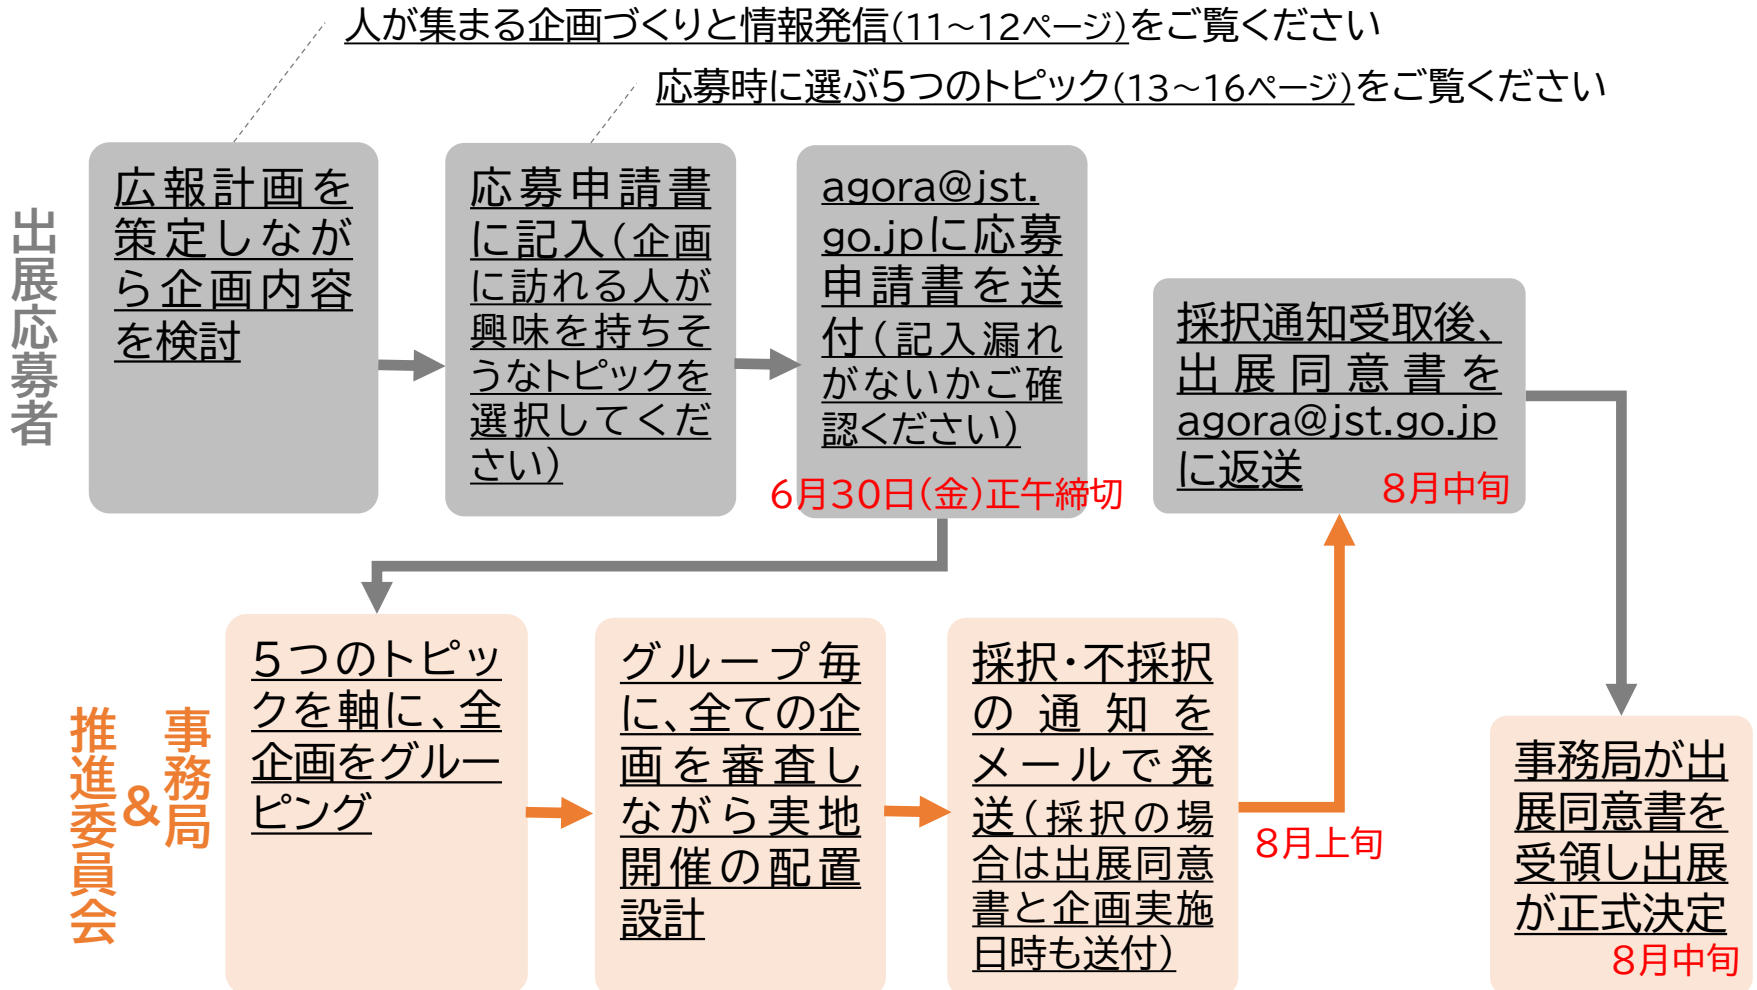 人が集まる企画づくりと情報発信(11～12ページ)をご覧ください
応募時に選ぶ5つのトピック(13～16ページ)をご覧ください
出展応募者
広報計画を
策定しなが
ら企画内容
を検討
応募申請書
に記入(企画
に訪れる人が
興味を持ちそ
うなトピックを
選択してくだ
さい)
agora@jst.
go.jpに応募
申請書を送
付(記入漏れ
がないかご確
認ください)
6月30日(金)正午締切
採択通知受取後、
出展同意書を
agora@jst.go.jp
に返送
8月中旬
事務局
&
推進委員会
5つのトピッ
クを軸に、全
企画をグルー
ピング
グループ毎
に、全ての企
画を審査し
ながら実地
開催の配置
設計
採択・不採択
の通知を
メールで発
送(採択の場
合は出展同意
書と企画実施
日時も送付)
8月上旬
事務局が出
展同意書を
受領し出展
が正式決定
8月中旬